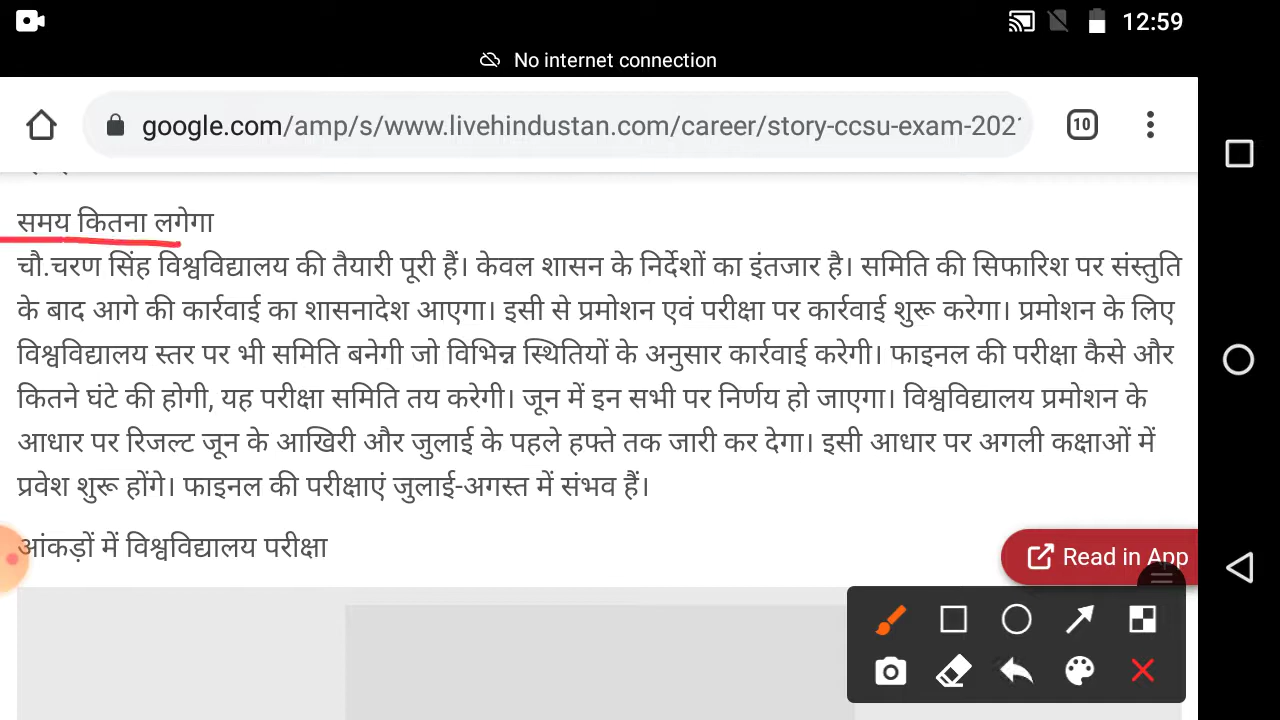 12:59
No internet connection
google.com/amp/s/www.livehindustan.com/career/story-ccsu-exam-202
10
समय कितना लगेगा
चौ.चरण सिंह विश्वविद्यालय की तैयारी पूरी हैं। केवल शासन के निर्देशों का इंतजार है। समिति की सिफारिश पर संस्तुति
के बाद आगे की कार्रवाई का शासनादेश आएगा। इसी से प्रमोशन एवं परीक्षा पर कार्रवाई शुरू करेगा। प्रमोशन के लिए
विश्वविद्यालय स्तर पर भी समिति बनेगी जो विभिन्न स्थितियों के अनुसार कार्रवाई करेगी। फाइनल की परीक्षा कैसे और
कितने घंटे की होगी, यह परीक्षा समिति तय करेगी। जून में इन सभी पर निर्णय हो जाएगा। विश्वविद्यालय प्रमोशन के
आधार पर रिजल्ट जून के आखिरी और जुलाई के पहले हफ्ते तक जारी कर देगा। इसी आधार पर अगली कक्षाओं में
प्रवेश शुरू होंगे। फाइनल की परीक्षाएं जुलाई-अगस्त में संभव हैं।
आंकड़ों में विश्वविद्यालय परीक्षा
Read in App